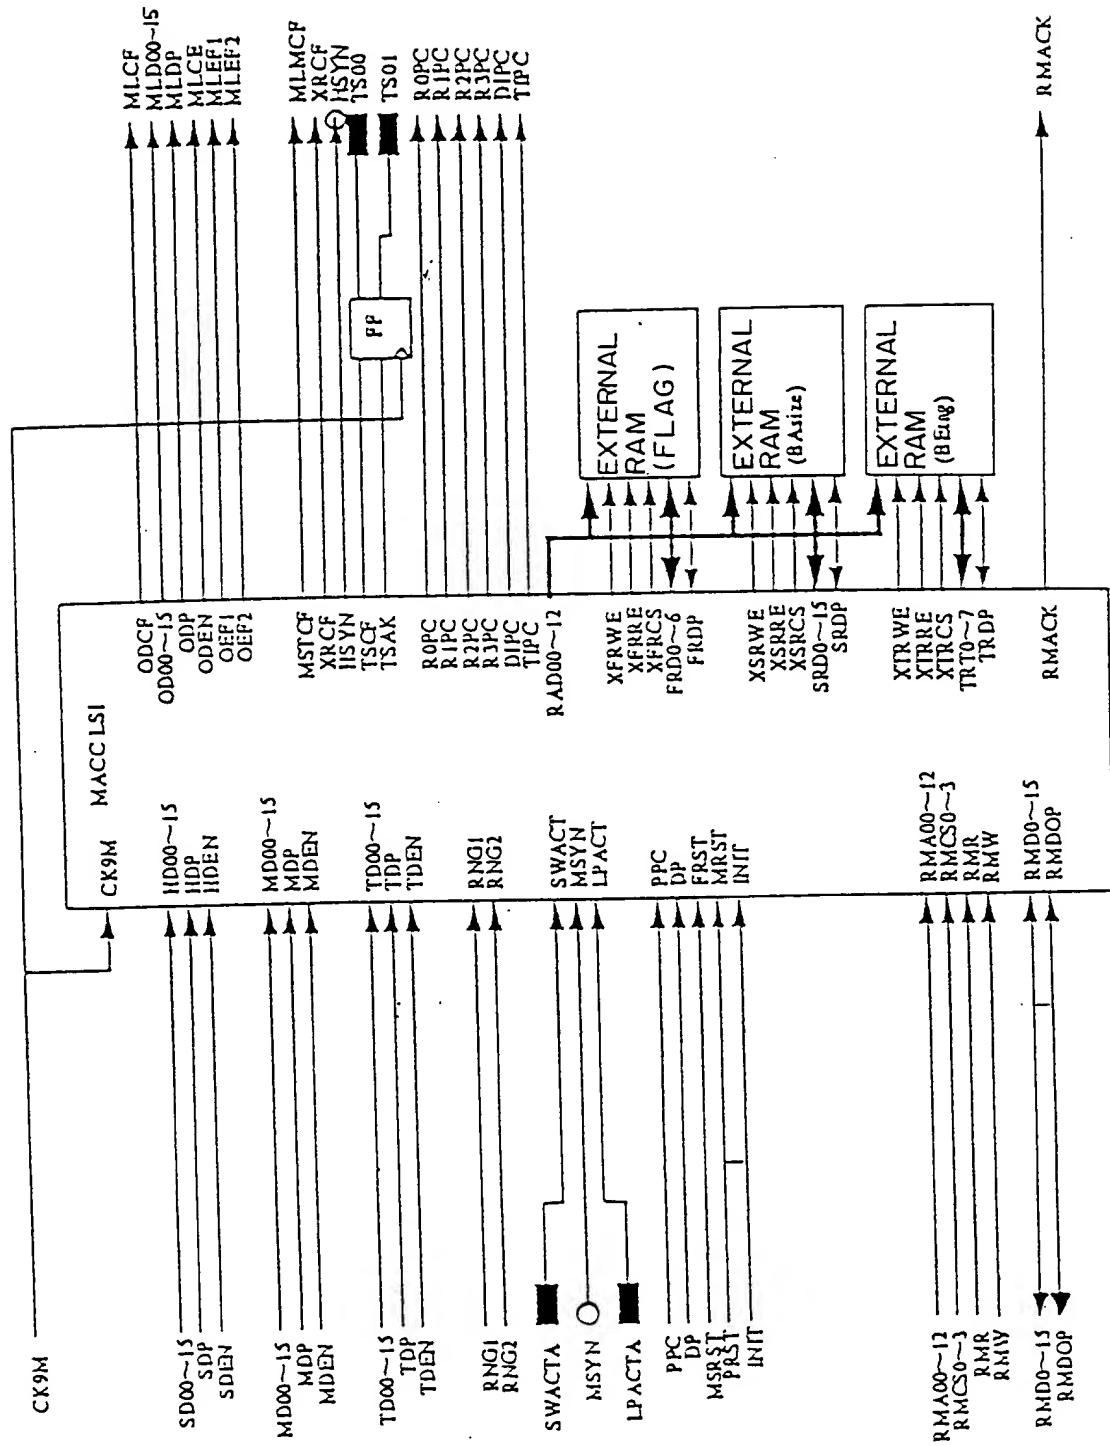 CK9M
SD00~15
SDP
SDEN
MD00~15
MDP
MDEN
TD00~15
TDP
TDEN
RNG1
RNG2
SWACTA
MSYN
LPACTA
PPC
DP
MSRST
PRST
INIT
RMA00~12
RMCS0~3
RMR
RMW
RMD0~15
RMDOP
MACC LSI
CK9M
HD00~15
HDP
HDEN
MD00~15
MDP
MDEN
TD00~15
TDP
TDEN
RNG1
RNG2
SWACT
MSYN
LPACT
PPC
DP
FRST
MRST
INIT
RMA00~12
RMCS0~3
RMR
RMW
RMD0~15
RMDOP
ODCF
OD00~15
ODP
ODEN
OEF1
OEF2
MSTCF
XRCF
HSYN
TSCF
TSAK
R0PC
R1PC
R2PC
R3PC
D1PC
T1PC
RAD00~12
XFRWE
XFRRE
XFRCS
FRD0~6
FRDP
XSRWE
XSRRE
XSRCS
SRD0~15
SRDP
XTRWE
XTRRE
XTRCS
TRT0~7
TRDP
RMACK
FF
EXTERNAL
RAM
(FLAG)
EXTERNAL
RAM
(BAsize)
EXTERNAL
RAM
(BEtag)
MLCF
MLD00~15
MLDP
MLCE
MLEF1
MLEF2
MLMCF
XRCF
HSYN
TS00
TS01
R0PC
R1PC
R2PC
R3PC
D1PC
T1PC
RMACK